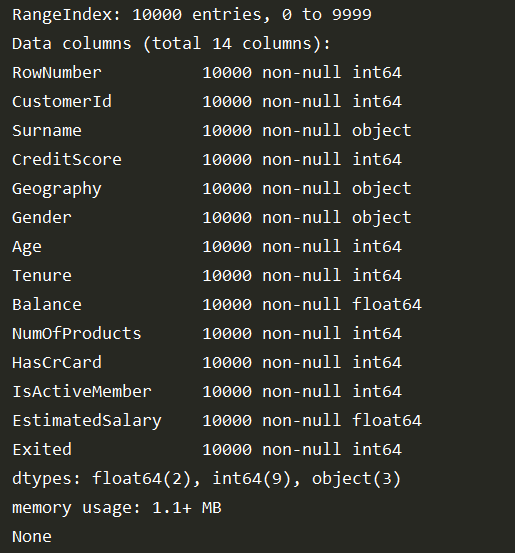 RangeIndex: 10000 entries, 0 to 9999
Data columns (total 14 columns):
RowNumber          10000 non-null int64
CustomerId         10000 non-null int64
Surname            10000 non-null object
CreditScore        10000 non-null int64
Geography          10000 non-null object
Gender             10000 non-null object
Age                10000 non-null int64
Tenure             10000 non-null int64
Balance            10000 non-null float64
NumOfProducts      10000 non-null int64
HasCrCard          10000 non-null int64
IsActiveMember     10000 non-null int64
EstimatedSalary    10000 non-null float64
Exited             10000 non-null int64
dtypes: float64(2), int64(9), object(3)
memory usage: 1.1+ MB
None